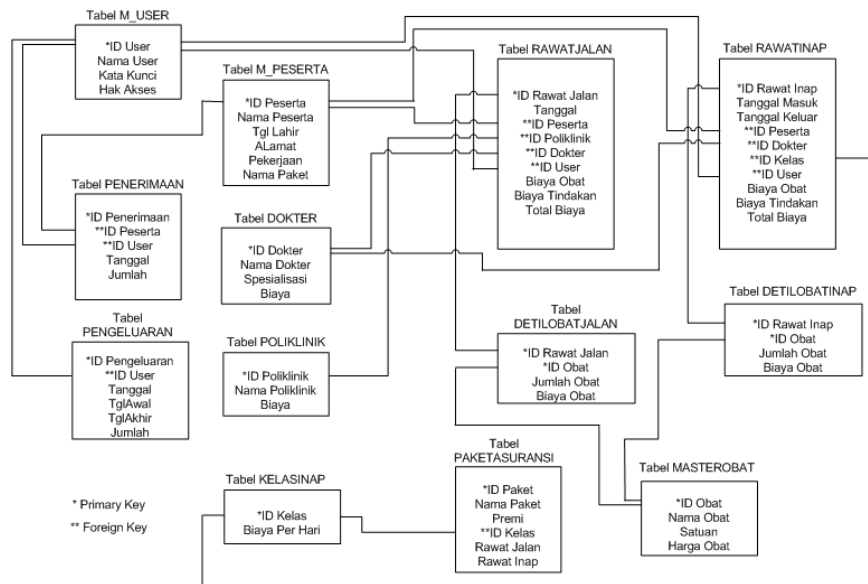 Tabel M_USER
*ID User
Nama User
Kata Kunci
Hak Akses
Tabel M_PESERTA
*ID Peserta
Nama Peserta
Tgl Lahir
ALamat
Pekerjaan
Nama Paket
Tabel RAWATJALAN
*ID Rawat Jalan
Tanggal
**ID Peserta
**ID Poliklinik
**ID Dokter
**ID User
Biaya Obat
Biaya Tindakan
Total Biaya
Tabel RAWATINAP
*ID Rawat Inap
Tanggal Masuk
Tanggal Keluar
**ID Peserta
**ID Dokter
**ID Kelas
**ID User
Biaya Obat
Biaya Tindakan
Total Biaya
Tabel PENERIMAAN
*ID Penerimaan
**ID Peserta
**ID User
Tanggal
Jumlah
Tabel DOKTER
*ID Dokter
Nama Dokter
Spesialisasi
Biaya
Tabel
PENGELUARAN
*ID Pengeluaran
**ID User
Tanggal
TglAwal
TglAkhir
Jumlah
Tabel POLIKLINIK
*ID Poliklinik
Nama Poliklinik
Biaya
Tabel
DETILOBATJALAN
*ID Rawat Jalan
*ID Obat
Jumlah Obat
Biaya Obat
Tabel DETILOBATINAP
*ID Rawat Inap
*ID Obat
Jumlah Obat
Biaya Obat
* Primary Key
** Foreign Key
Tabel KELASINAP
*ID Kelas
Biaya Per Hari
Tabel
PAKETASURANSI
*ID Paket
Nama Paket
Premi
**ID Kelas
Rawat Jalan
Rawat Inap
Tabel MASTEROBAT
*ID Obat
Nama Obat
Satuan
Harga Obat